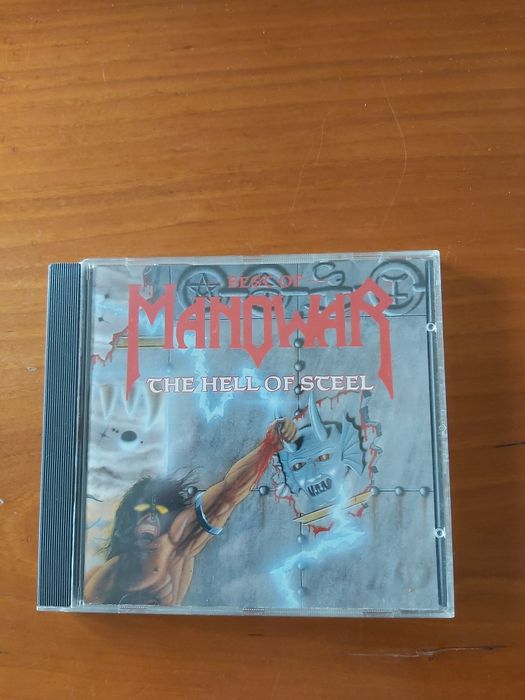 BEST OF
MANOWAR
THE HELL OF STEEL